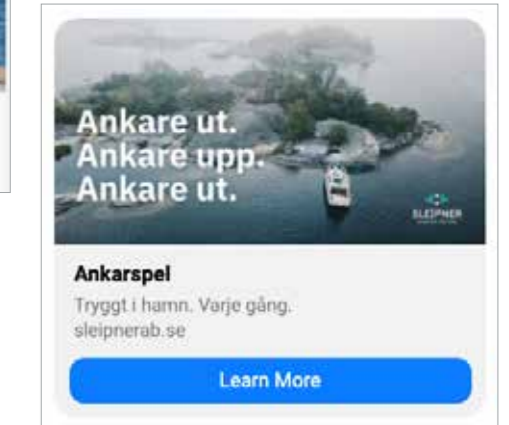 Ankare ut.
Ankare upp.
Ankare ut.
SLEIPNER
Ankarspel
Tryggt i hamn. Varje gång.
sleipnerab.se
Learn More